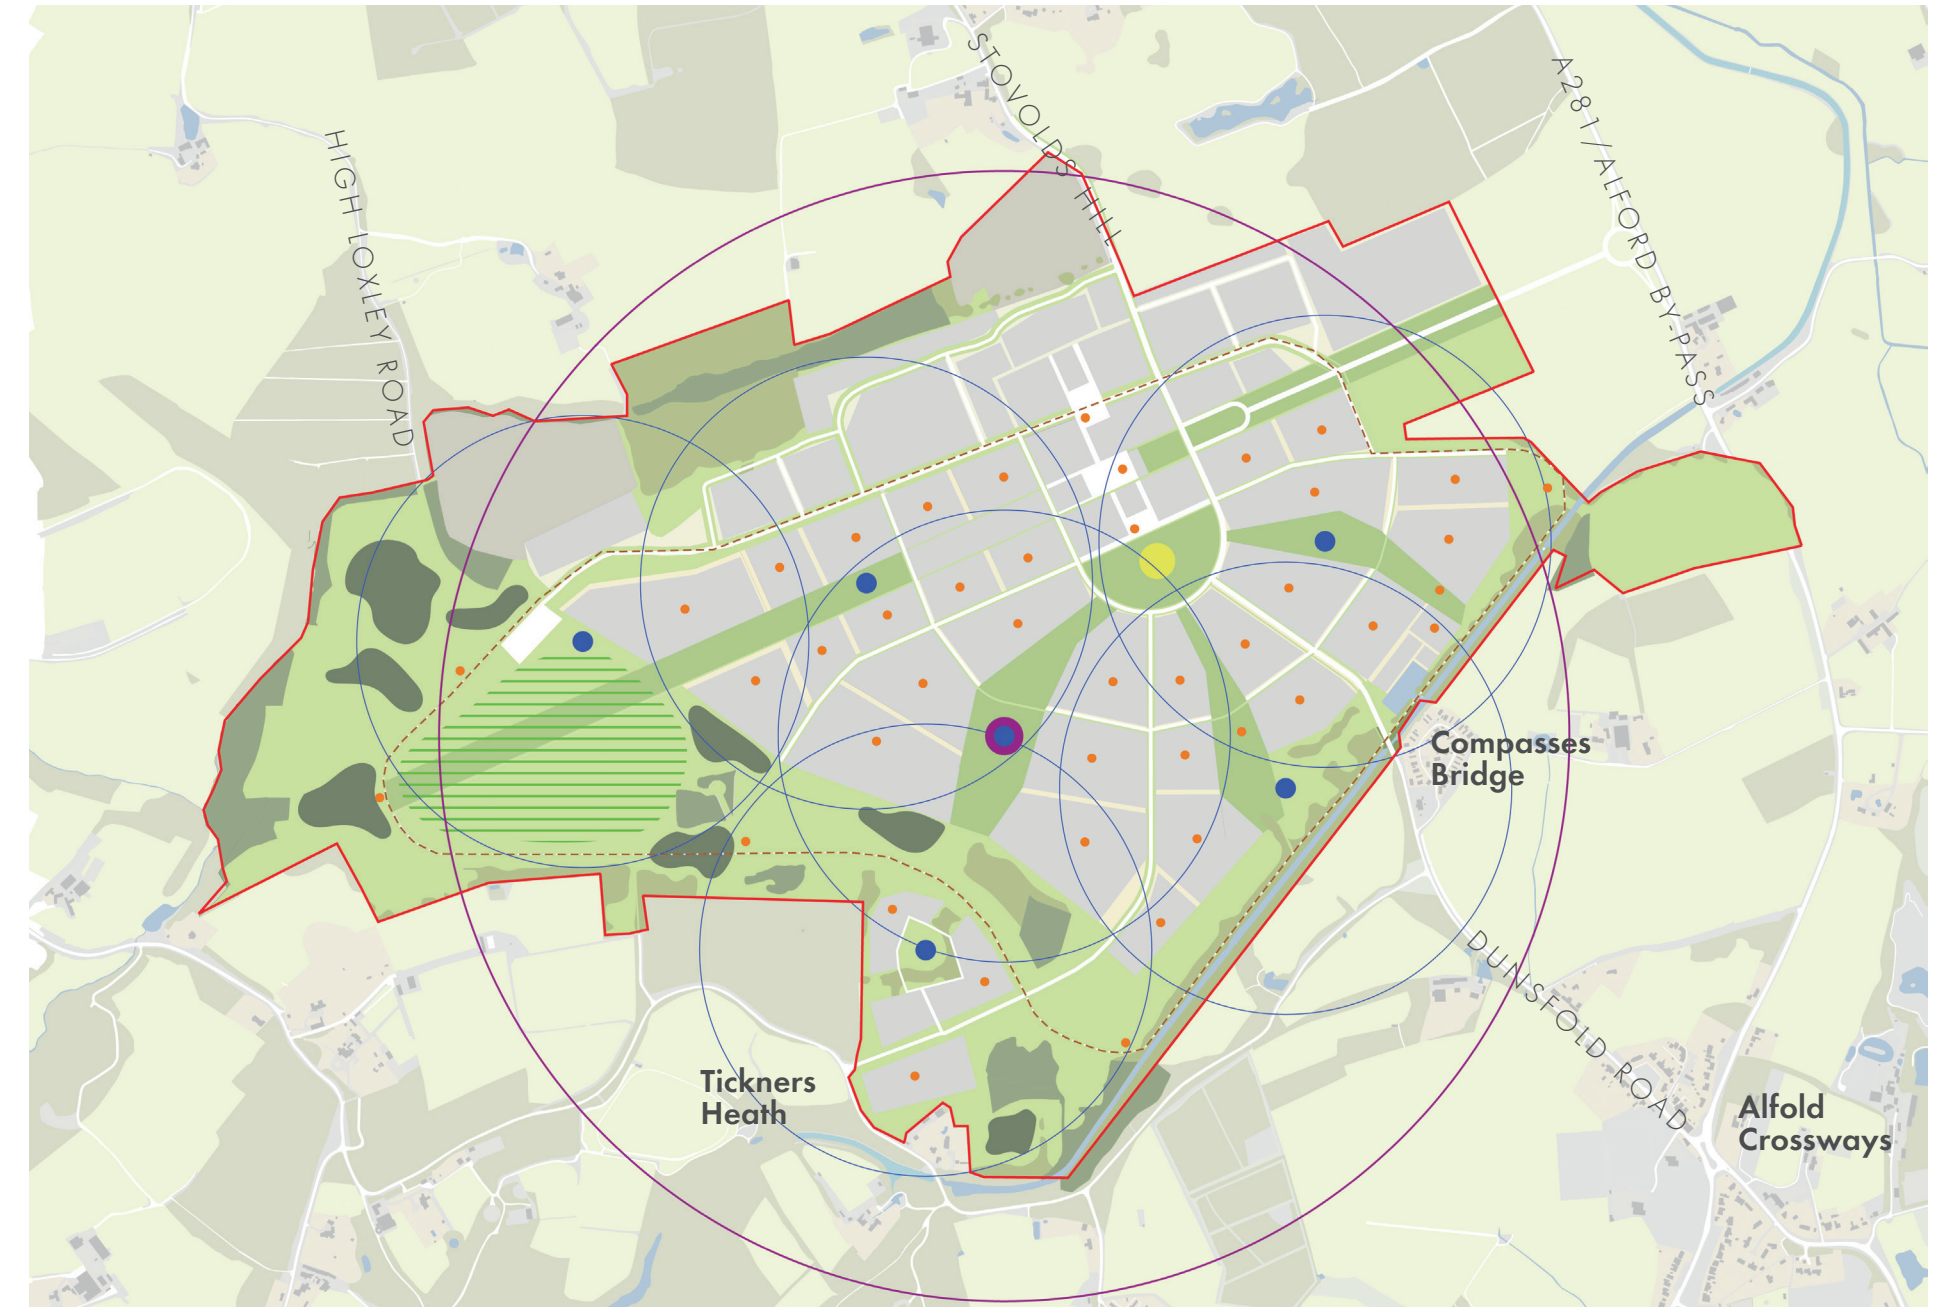 STOVOLDS HILL
A281/ALFORD BY-PASS
HIGH LOXLEY ROAD
Compasses
Bridge
DUNSFOLD ROAD
Tickners
Heath
Alfold
Crossways